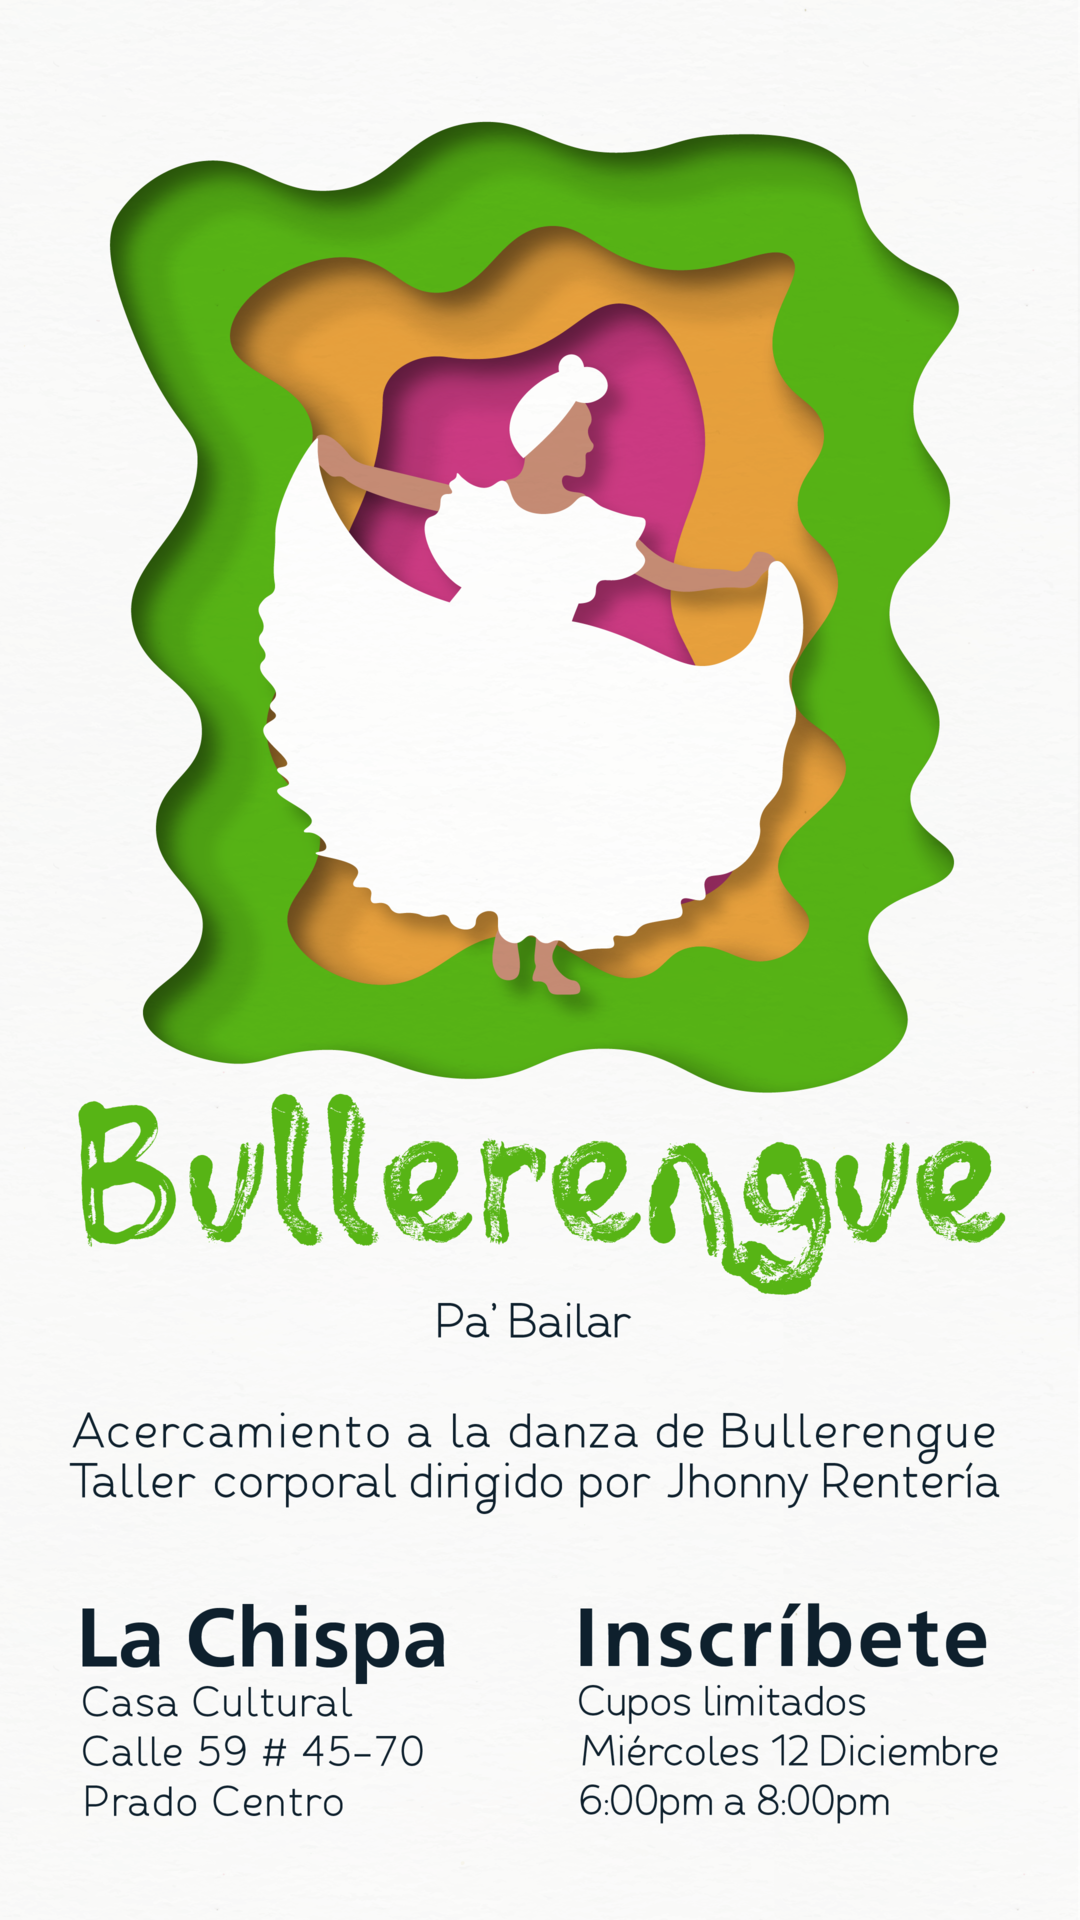 Bullerengue
Pa' Bailar
Acercamiento a la danza de Bullerengue
Taller corporal dirigido por Jhonny Rentería
La Chispa
Casa Cultural
Calle 59 # 45-70
Prado Centro
Inscríbete
Cupos limitados
Miércoles 12 Diciembre
6:00pm a 8:00pm